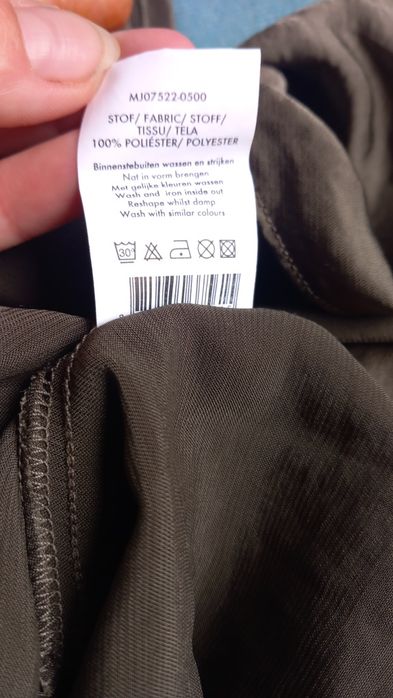 MJ07522-0500
STOF/ FABRIC/ STOFF/
TISSU/ TELA
100% POLIÉSTER/ POLYESTER
Binnenstebuiten wassen en strijken
Nat in vorm brengen
Met gelijke kleuren wassen
Wash and iron inside out
Reshape whilst damp
Wash with similar colours
30°